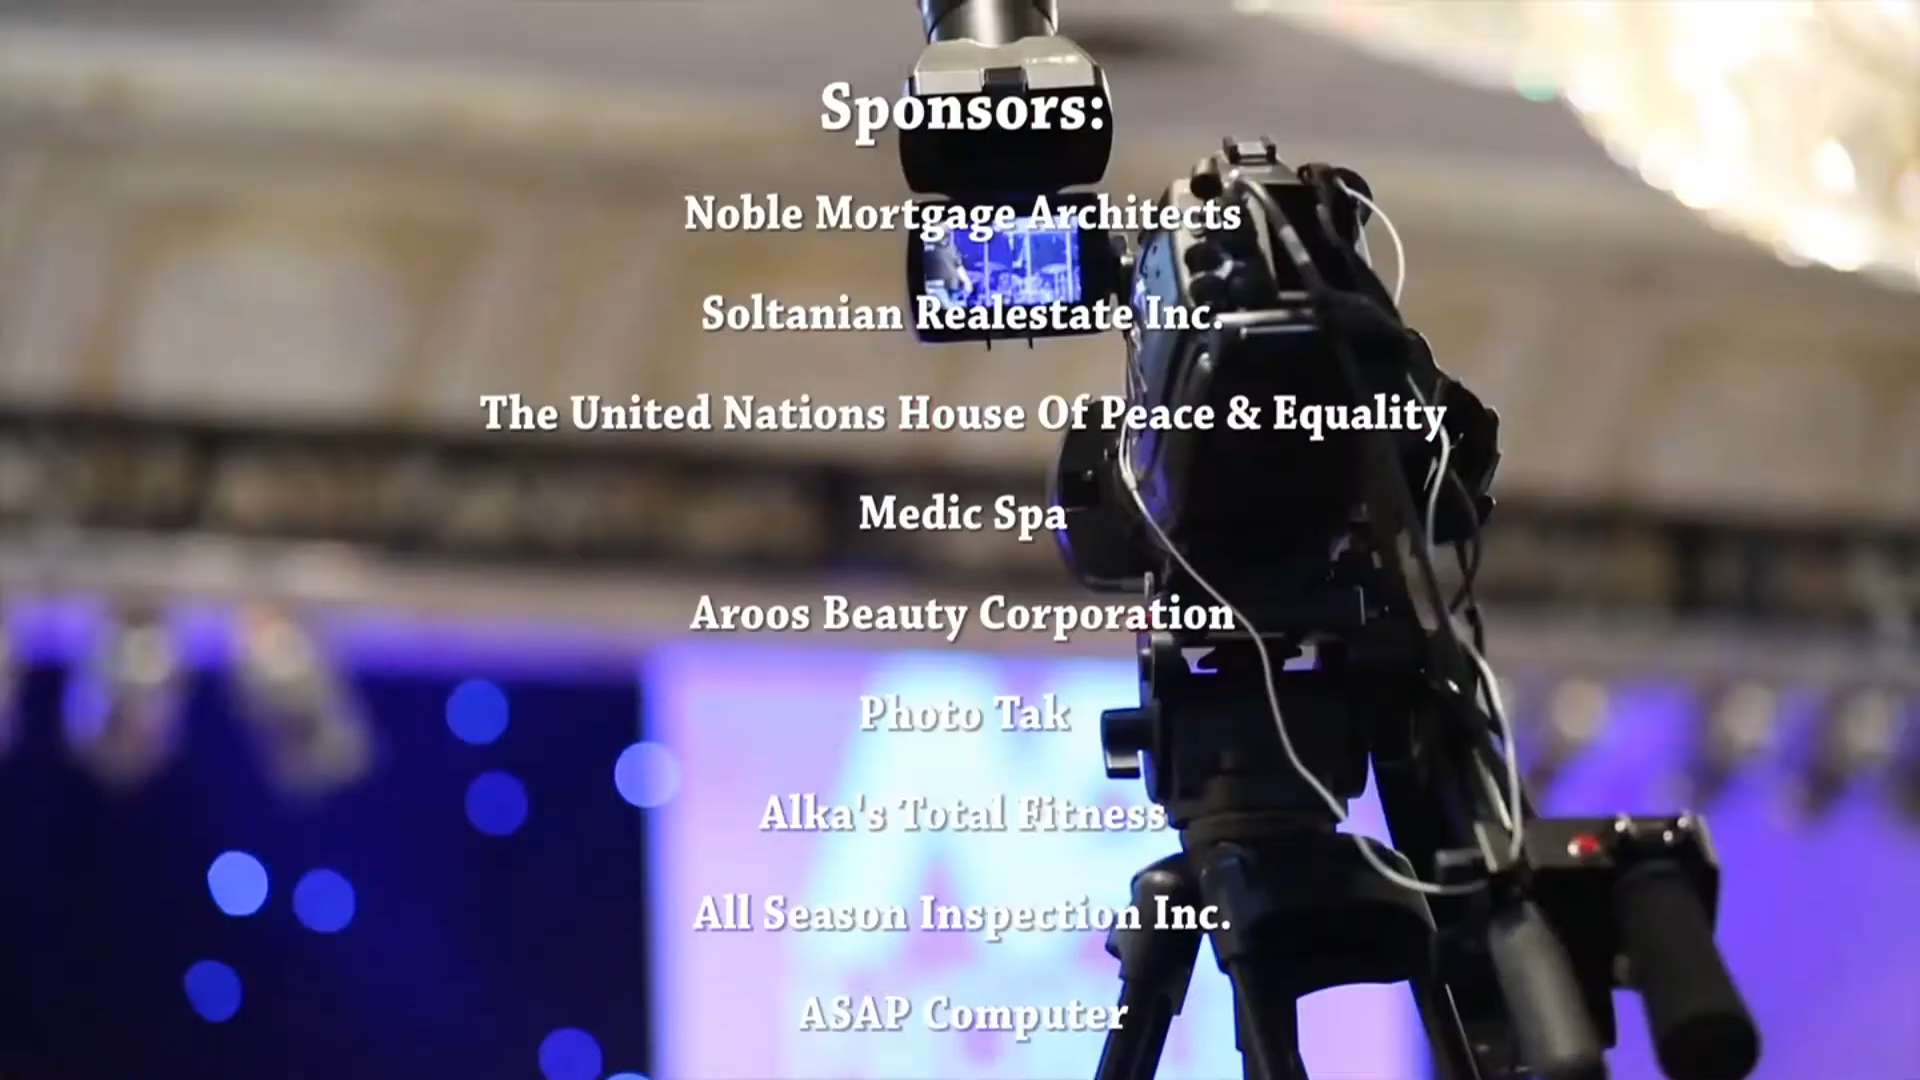 Sponsors:
Noble Mortgage Architects
Soltanian Realestate Inc.
The United Nations House Of Peace & Equality
Medic Spa
Aroos Beauty Corporation
Photo Tak
Alka's Total Fitness
All Season Inspection Inc.
ASAP Computer